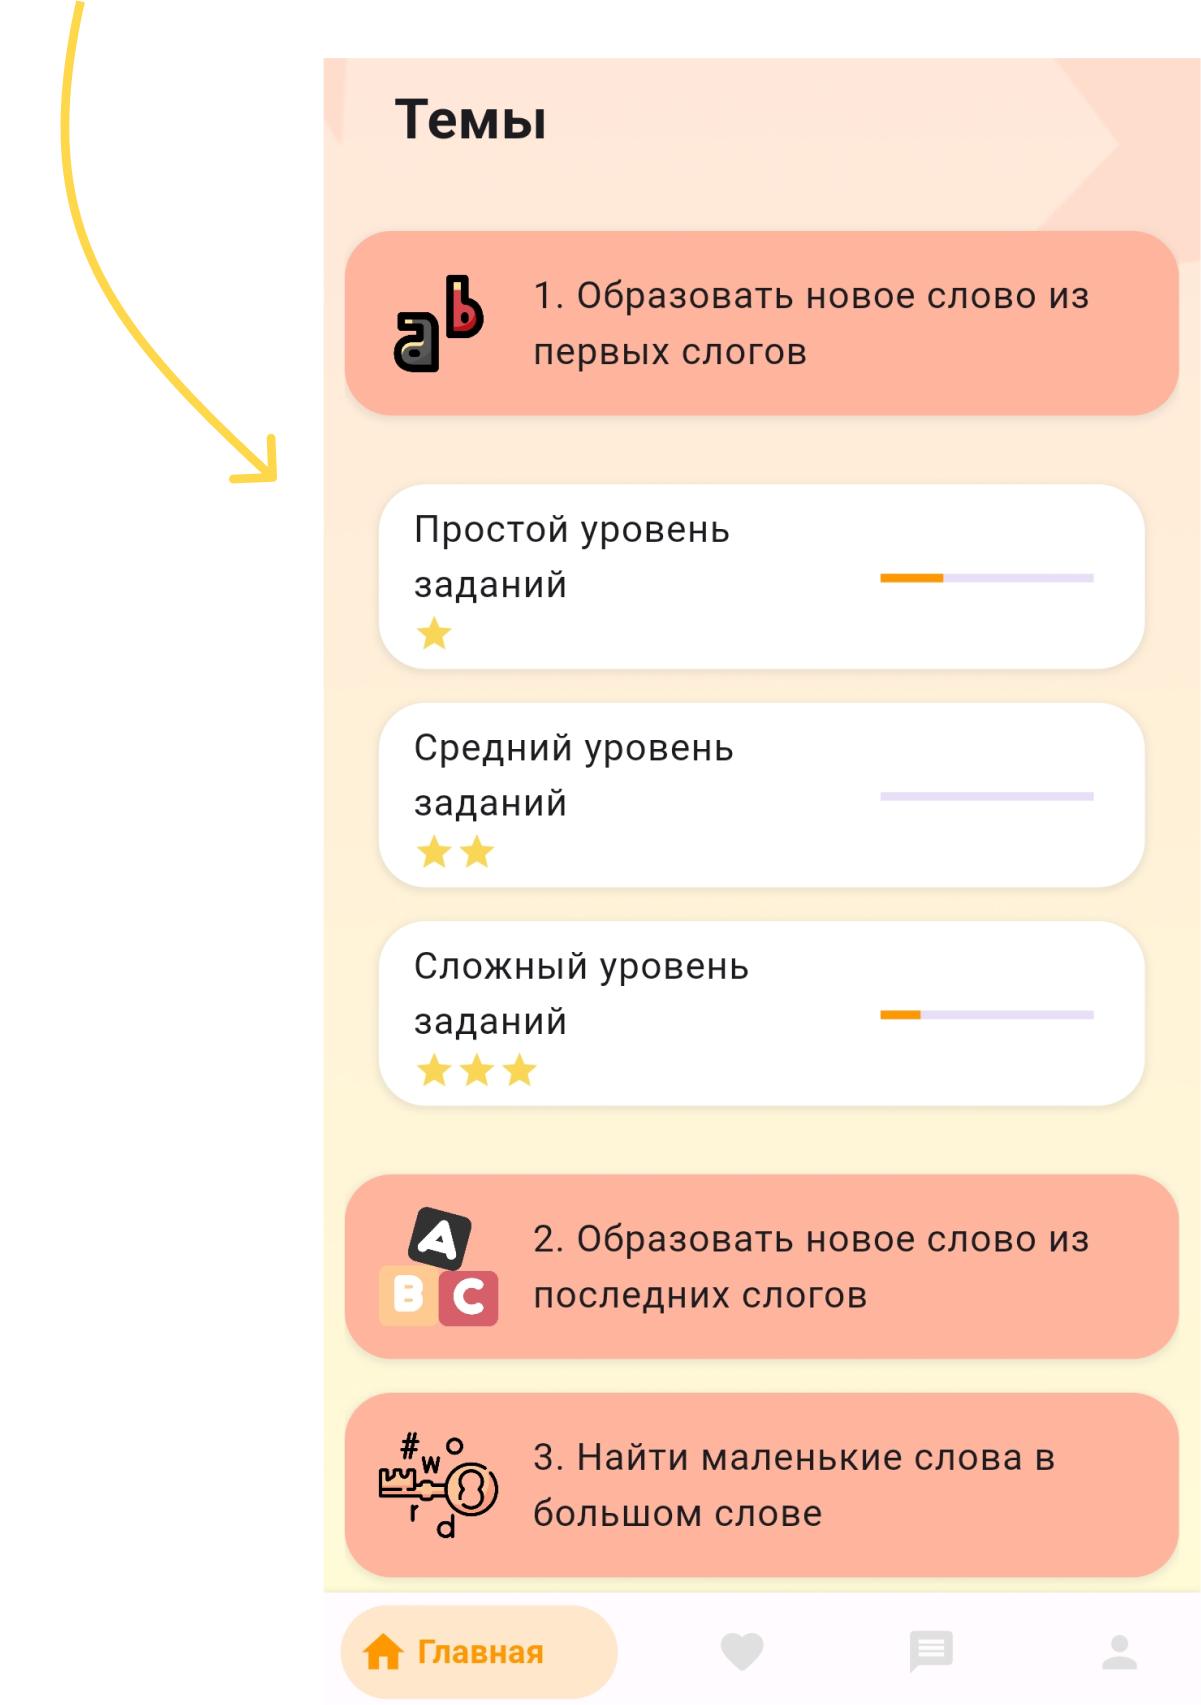 Темы
1. Образовать новое слово из
первых слогов
Простой уровень
заданий
Средний уровень
заданий
Сложный уровень
заданий
2. Образовать новое слово из
последних слогов
3. Найти маленькие слова в
большом слове
Главная